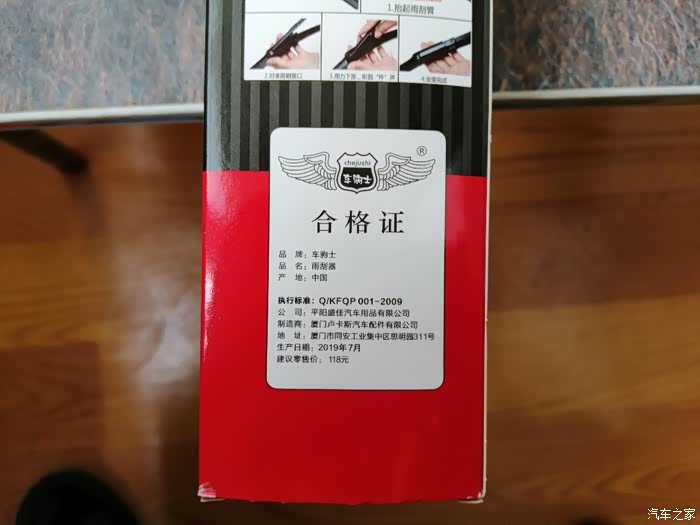 1.抬起雨刮臂
2.对准雨刷接口
3.用力下按，听到“咔”声
4.安装完成
chejushi
®
车驹士
合格证
品 牌：车驹士
品 名：雨刮器
产 地：中国
执行标准：Q/KFQP 001-2009
公 司：平阳盛佳汽车用品有限公司
制造商：厦门卢卡斯汽车配件有限公司
地 址：厦门市同安工业集中区思明园311号
生产日期：2019年7月
建议零售价：118元
汽车之家